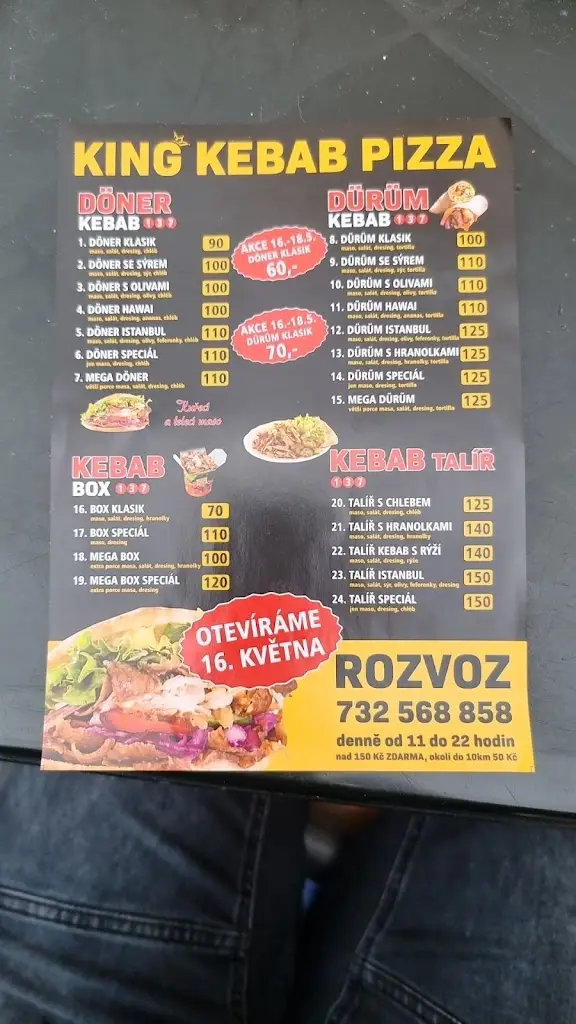 KING KEBAB PIZZA
DÖNER
KEBAB 1 3 7
1. DÖNER KLASIK 90
maso, salát, dresing, chléb
2. DÖNER SE SÝREM 100
maso, salát, dresing, sýr, chléb
3. DÖNER S OLIVAMI 100
maso, salát, dresing, olivy, chléb
4. DÖNER HAWAI 100
maso, salát, dresing, ananas, chléb
5. DÖNER ISTANBUL 110
maso, salát, dresing, olivy, feferonky, chléb
6. DÖNER SPECIÁL 110
jen maso, dresing, chléb
7. MEGA DÖNER 110
větší porce masa, salát, dresing, chléb
Kuřecí
a telecí maso
AKCE 16.-18.5.
DÖNER KLASIK
60,-
AKCE 16.-18.5.
DÜRÜM KLASIK
70,-
DÜRÜM
KEBAB 1 3 7
8. DÜRÜM KLASIK 100
maso, salát, dresing, tortilla
9. DÜRÜM SE SÝREM 110
maso, salát, dresing, sýr, tortilla
10. DÜRÜM S OLIVAMI 110
maso, salát, dresing, olivy, tortilla
11. DÜRÜM HAWAI 110
maso, salát, dresing, ananas, tortilla
12. DÜRÜM ISTANBUL 125
maso, salát, dresing, olivy, feferonky, tortilla
13. DÜRÜM S HRANOLKAMI 125
maso, salát, dresing, hranolky, tortilla
14. DÜRÜM SPECIÁL 125
jen maso, dresing, tortilla
15. MEGA DÜRÜM 125
větší porce masa, salát, dresing, tortilla
KEBAB
BOX 1 3 7
16. BOX KLASIK 70
maso, salát, dresing, hranolky
17. BOX SPECIÁL 110
maso, dresing
18. MEGA BOX 100
extra porce masa, salát, dresing, hranolky
19. MEGA BOX SPECIÁL 120
extra porce masa, dresing
KEBAB TALÍŘ
1 3 7
20. TALÍŘ S CHLEBEM 125
maso, salát, dresing, chléb
21. TALÍŘ S HRANOLKAMI 140
maso, salát, dresing, hranolky
22. TALÍŘ KEBAB S RÝŽÍ 140
maso, salát, dresing, rýže
23. TALÍŘ ISTANBUL 150
maso, salát, sýr, olivy, feferonky, dresing
24. TALÍŘ SPECIÁL 150
jen maso, dresing, chléb
OTEVÍRÁME
16. KVĚTNA
ROZVOZ
732 568 858
denně od 11 do 22 hodin
nad 150 Kč ZDARMA, okolí do 10km 50 Kč